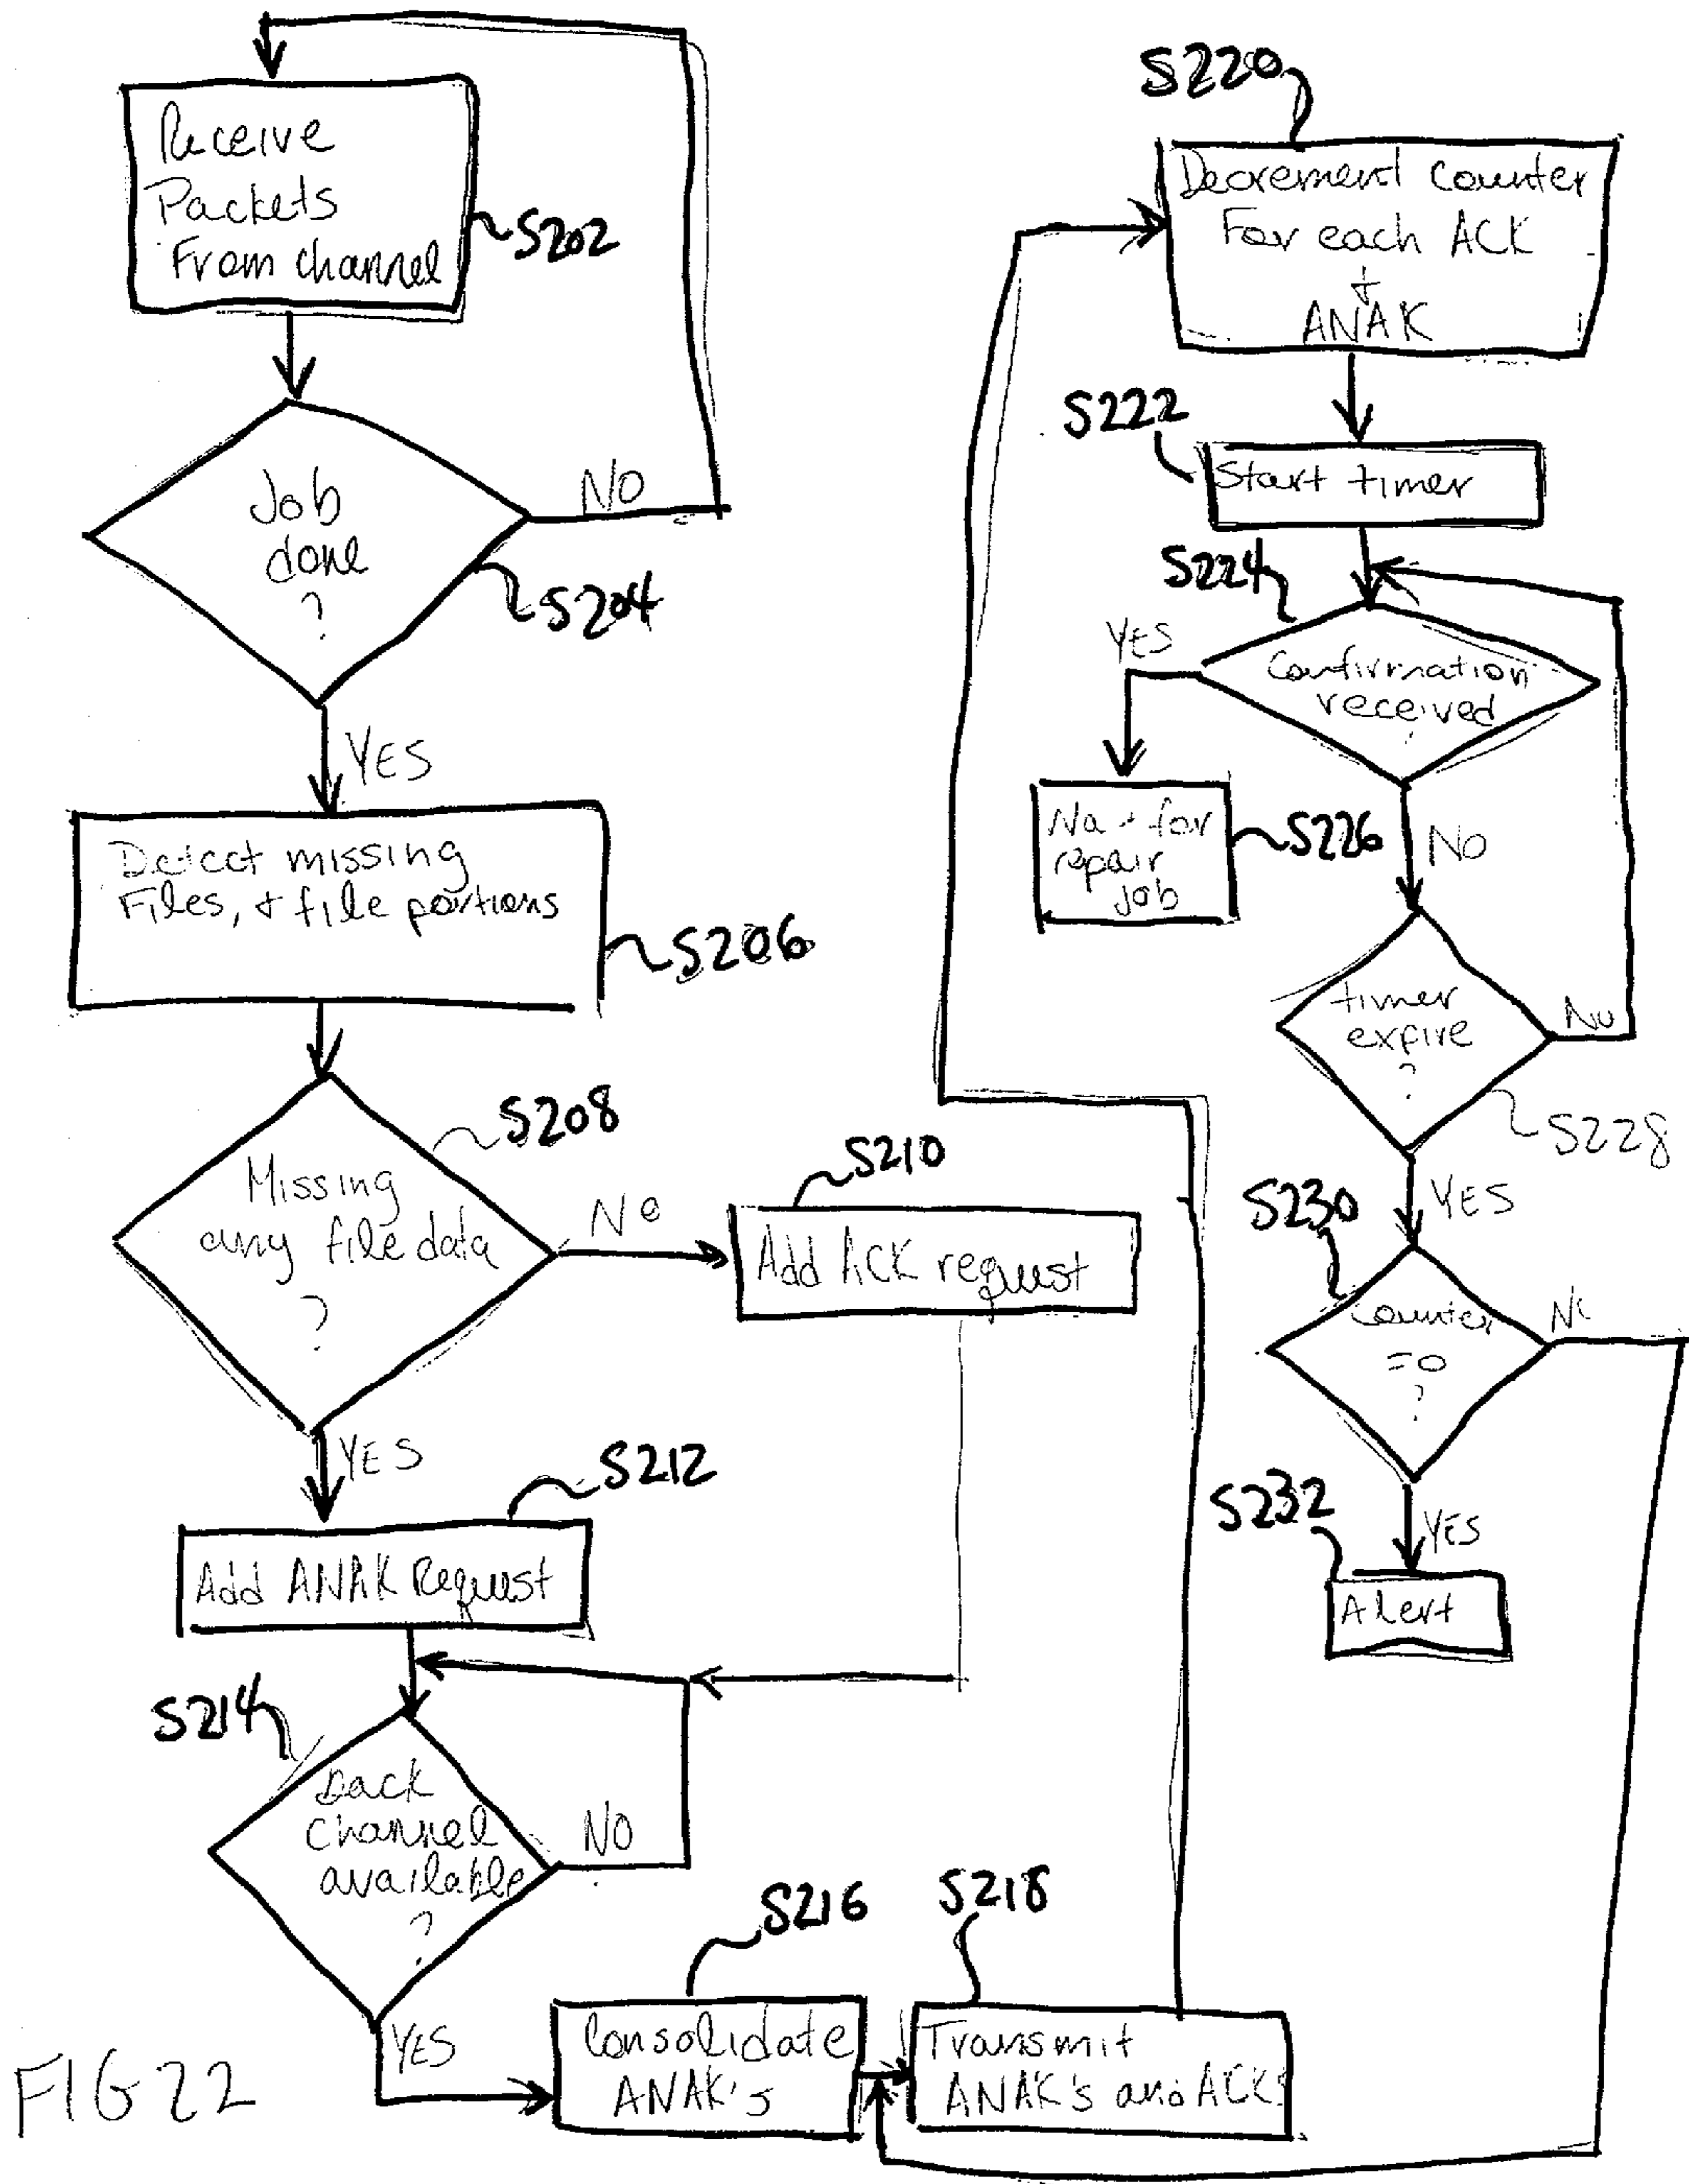 Receive
Packets
From channel
S202
Job
done
?
NO
S204
YES
Detect missing
Files, + file portions
S206
S208
Missing
any file data
?
NO
S210
Add ACK request
YES
S212
Add ANAK Request
S214
Back
channel
available
?
NO
YES
S216
Consolidate
ANAK's
S218
Transmit
ANAK's and ACK's
S220
Decrement counter
For each ACK
+
ANAK
S222
Start timer
S224
Confirmation
received
?
YES
for
repair
job
S226
NO
timer
expire
?
No
S228
YES
S230
Counter
=0
?
YES
S232
Alert
FIG 22